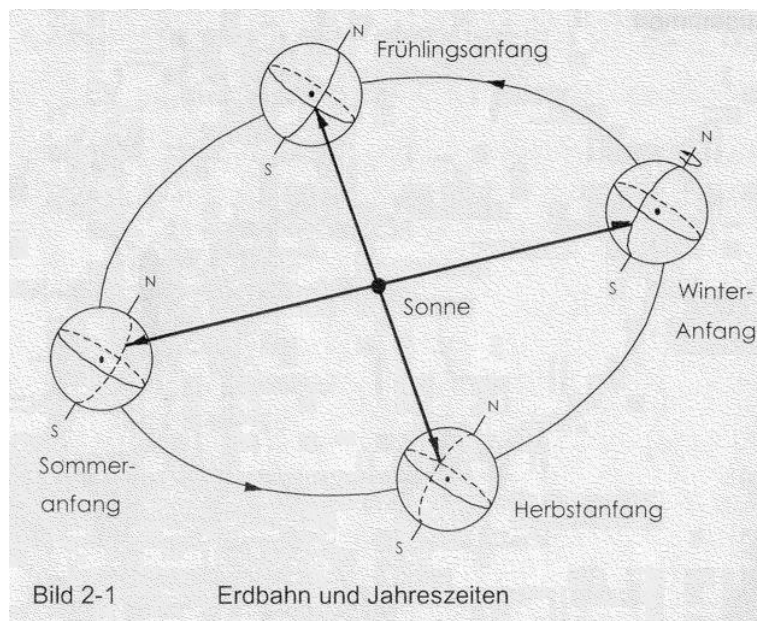 N
Frühlingsanfang
S
N
S
Winter-
Anfang
Sonne
N
S
Sommer-
anfang
N
S
Herbstanfang
Bild 2-1 Erdbahn und Jahreszeiten